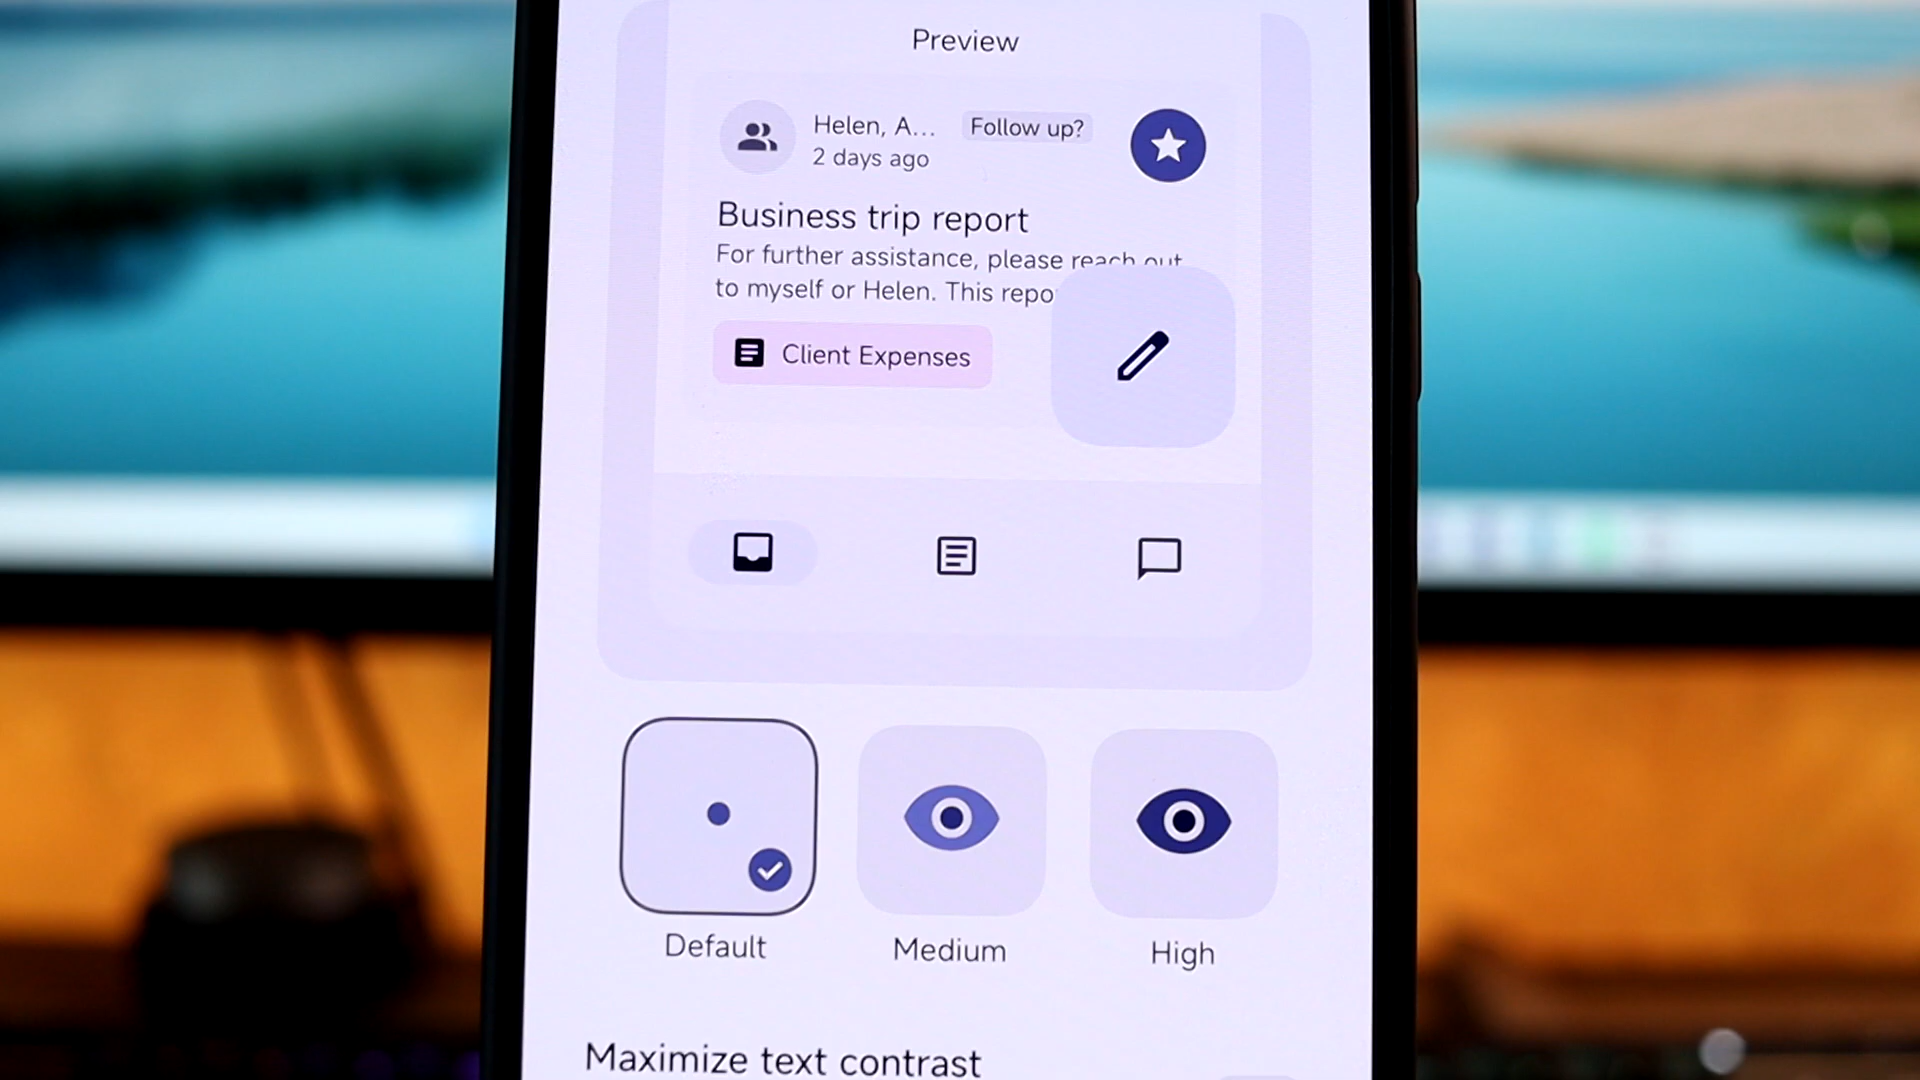 Preview
Helen, A... Follow up?
2 days ago
Business trip report
For further assistance, please reach out
to myself or Helen. This repo
Client Expenses
Default Medium High
Maximize text contrast